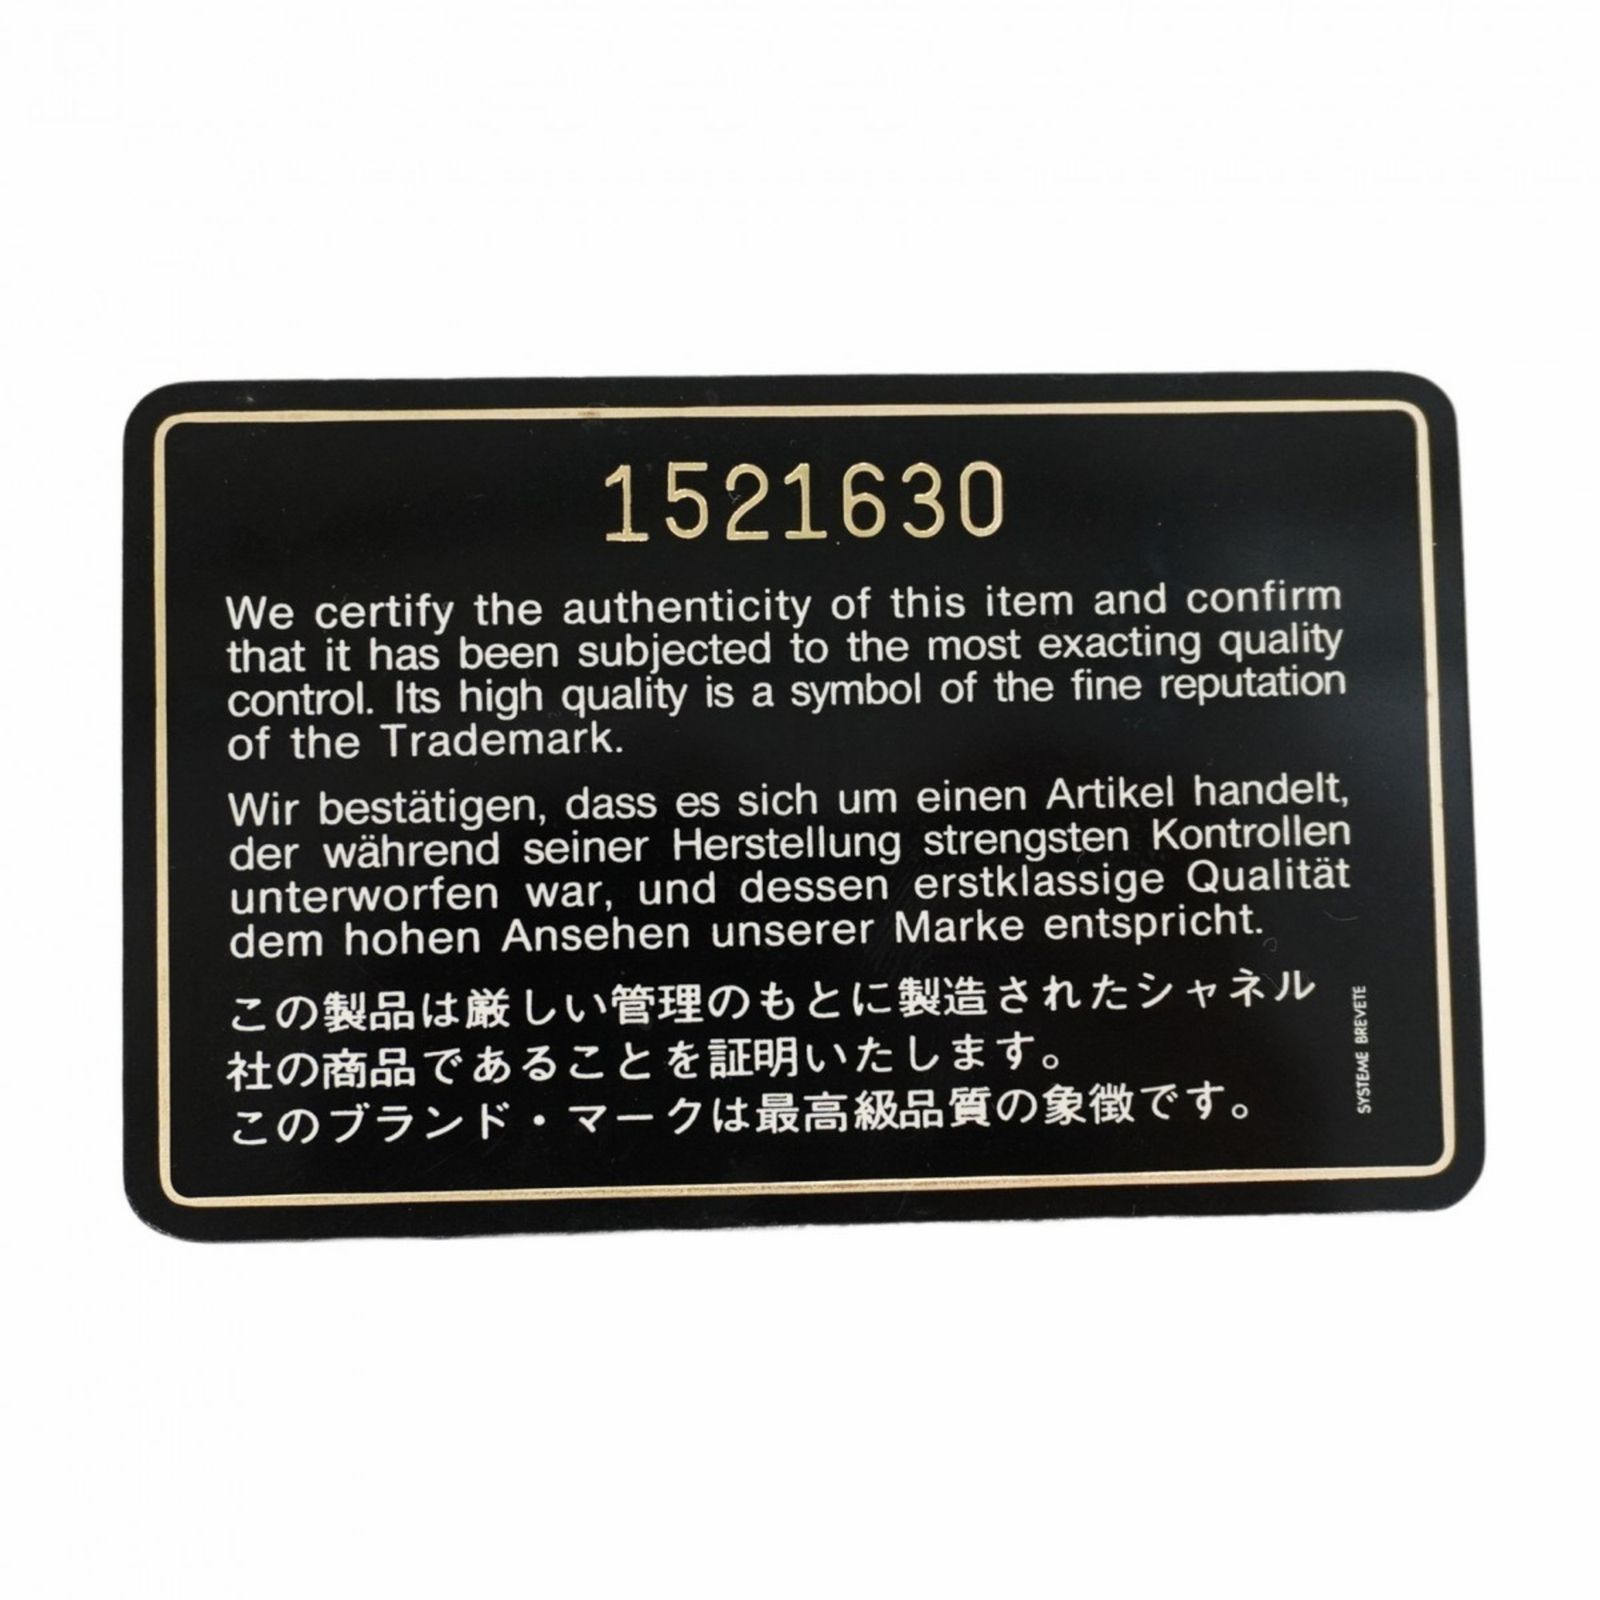 1521630
We certify the authenticity of this item and confirm
that it has been subjected to the most exacting quality
control. Its high quality is a symbol of the fine reputation
of the Trademark.
Wir bestätigen, dass es sich um einen Artikel handelt,
der während seiner Herstellung strengsten Kontrollen
unterworfen war, und dessen erstklassige Qualität
dem hohen Ansehen unserer Marke entspricht.
この製品は厳しい管理のもとに製造されたシャネル
社の商品であることを証明いたします。
このブランド・マークは最高級品質の象徴です。
SYSTEME BREVETE